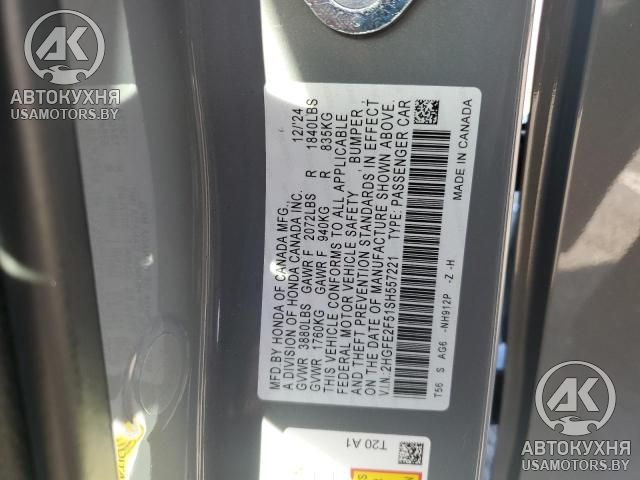 АВТОКУХНЯ
USAMOTORS.BY
MFD.BY HONDA OF CANADA MFG. 12/'24
A DIVISION OF HONDA CANADA INC.
GVWR 3880LBS GAWR F 2072LBS R 1840LBS
GVWR 1760KG GAWR F 940KG R 835KG
THIS VEHICLE CONFORMS TO ALL APPLICABLE
FEDERAL MOTOR VEHICLE SAFETY BUMPER,
AND THEFT PREVENTION STANDARDS IN EFFECT
ON THE DATE OF MANUFACTURE SHOWN ABOVE.
V.I.N.:2HGFE2F51SH557221 TYPE: PASSENGER CAR
T56 S AG6 -NH912P -Z -H
MADE IN CANADA
T20 A1
АВТОКУХНЯ
USAMOTORS.BY